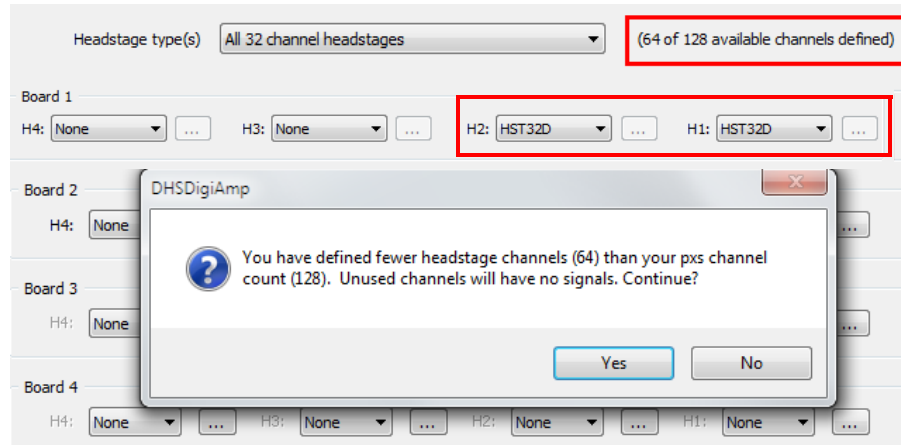 Headstage type(s) All 32 channel headstages (64 of 128 available channels defined)
Board 1
H4: None ... H3: None ... H2: HST32D ... H1: HST32D ...
Board 2
DHSDigiAmp
H4: None ...
You have defined fewer headstage channels (64) than your pxs channel
count (128). Unused channels will have no signals. Continue?
Board 3
H4: None ...
Yes No
Board 4
H4: None ... H3: None ... H2: None ... H1: None ...